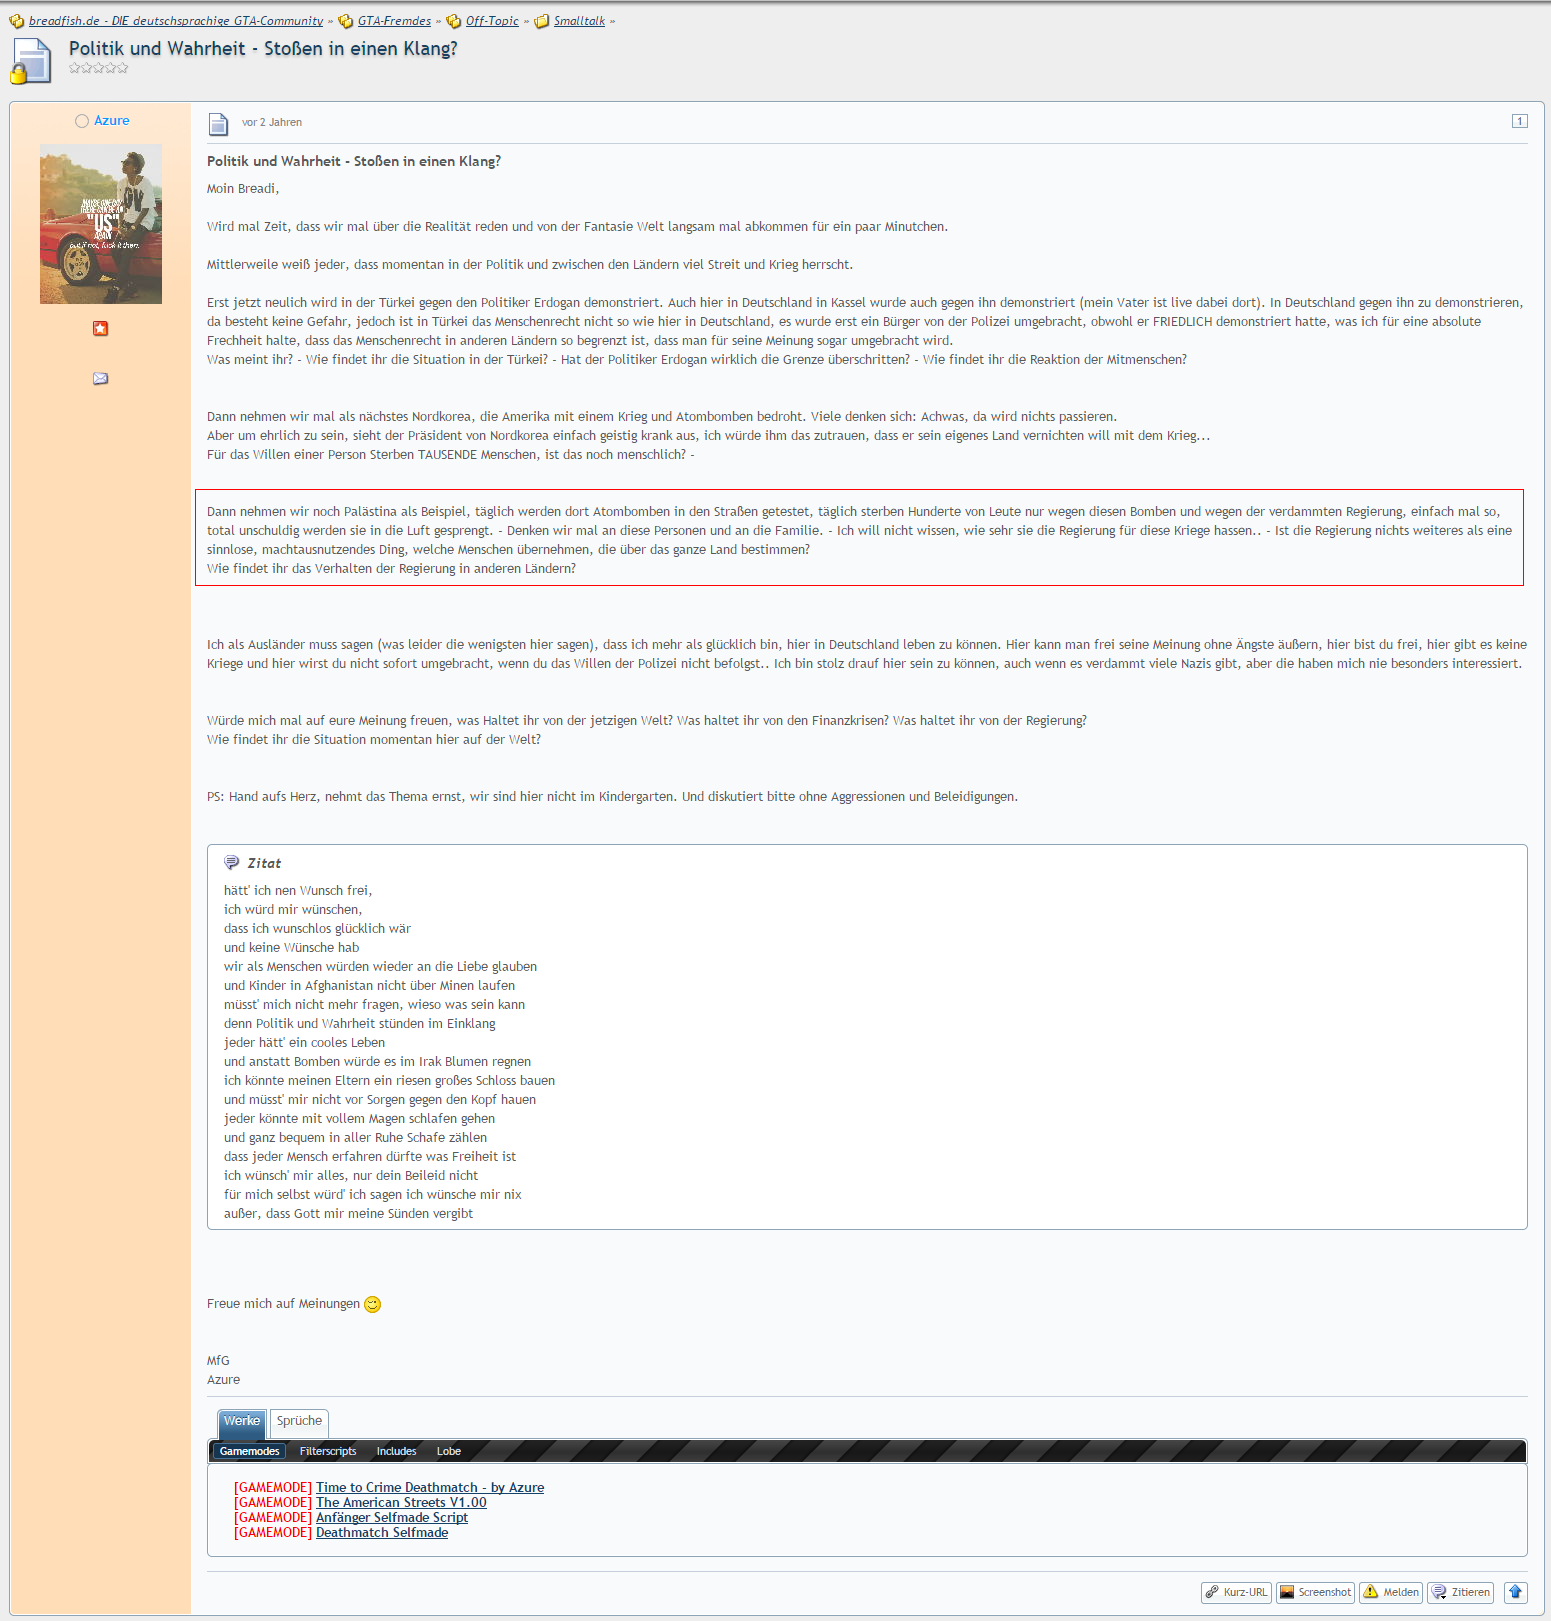 breadfish.de - DIE deutschsprachige GTA-Community » GTA-Fremdes » Off-Topic » Smalltalk »
Politik und Wahrheit - Stoßen in einen Klang?
Azure
vor 2 Jahren
1
"US"
AGAIN
but if not, fuck it then.
Politik und Wahrheit - Stoßen in einen Klang?
Moin Breadi,
Wird mal Zeit, dass wir mal über die Realität reden und von der Fantasie Welt langsam mal abkommen für ein paar Minutchen.
Mittlerweile weiß jeder, dass momentan in der Politik und zwischen den Ländern viel Streit und Krieg herrscht.
Erst jetzt neulich wird in der Türkei gegen den Politiker Erdogan demonstriert. Auch hier in Deutschland in Kassel wurde auch gegen ihn demonstriert (mein Vater ist live dabei dort). In Deutschland gegen ihn zu demonstrieren,
da besteht keine Gefahr, jedoch ist in Türkei das Menschenrecht nicht so wie hier in Deutschland, es wurde erst ein Bürger von der Polizei umgebracht, obwohl er FRIEDLICH demonstriert hatte, was ich für eine absolute
Frechheit halte, dass das Menschenrecht in anderen Ländern so begrenzt ist, dass man für seine Meinung sogar umgebracht wird.
Was meint ihr? - Wie findet ihr die Situation in der Türkei? - Hat der Politiker Erdogan wirklich die Grenze überschritten? - Wie findet ihr die Reaktion der Mitmenschen?
Dann nehmen wir mal als nächstes Nordkorea, die Amerika mit einem Krieg und Atombomben bedroht. Viele denken sich: Achwas, da wird nichts passieren.
Aber um ehrlich zu sein, sieht der Präsident von Nordkorea einfach geistig krank aus, ich würde ihm das zutrauen, dass er sein eigenes Land vernichten will mit dem Krieg...
Für das Willen einer Person Sterben TAUSENDE Menschen, ist das noch menschlich? -
Dann nehmen wir noch Palästina als Beispiel, täglich werden dort Atombomben in den Straßen getestet, täglich sterben Hunderte von Leute nur wegen diesen Bomben und wegen der verdammten Regierung, einfach mal so,
total unschuldig werden sie in die Luft gesprengt. - Denken wir mal an diese Personen und an die Familie. - Ich will nicht wissen, wie sehr sie die Regierung für diese Kriege hassen.. - Ist die Regierung nichts weiteres als eine
sinnlose, machtausnutzendes Ding, welche Menschen übernehmen, die über das ganze Land bestimmen?
Wie findet ihr das Verhalten der Regierung in anderen Ländern?
Ich als Ausländer muss sagen (was leider die wenigsten hier sagen), dass ich mehr als glücklich bin, hier in Deutschland leben zu können. Hier kann man frei seine Meinung ohne Ängste äußern, hier bist du frei, hier gibt es keine
Kriege und hier wirst du nicht sofort umgebracht, wenn du das Willen der Polizei nicht befolgst.. Ich bin stolz drauf hier sein zu können, auch wenn es verdammt viele Nazis gibt, aber die haben mich nie besonders interessiert.
Würde mich mal auf eure Meinung freuen, was Haltet ihr von der jetzigen Welt? Was haltet ihr von den Finanzkrisen? Was haltet ihr von der Regierung?
Wie findet ihr die Situation momentan hier auf der Welt?
PS: Hand aufs Herz, nehmt das Thema ernst, wir sind hier nicht im Kindergarten. Und diskutiert bitte ohne Aggressionen und Beleidigungen.
Zitat
hätt' ich nen Wunsch frei,
ich würd mir wünschen,
dass ich wunschlos glücklich wär
und keine Wünsche hab
wir als Menschen würden wieder an die Liebe glauben
und Kinder in Afghanistan nicht über Minen laufen
müsst' mich nicht mehr fragen, wieso was sein kann
denn Politik und Wahrheit stünden im Einklang
jeder hätt' ein cooles Leben
und anstatt Bomben würde es im Irak Blumen regnen
ich könnte meinen Eltern ein riesen großes Schloss bauen
und müsst' mir nicht vor Sorgen gegen den Kopf hauen
jeder könnte mit vollem Magen schlafen gehen
und ganz bequem in aller Ruhe Schafe zählen
dass jeder Mensch erfahren dürfte was Freiheit ist
ich wünsch' mir alles, nur dein Beileid nicht
für mich selbst würd' ich sagen ich wünsche mir nix
außer, dass Gott mir meine Sünden vergibt
Freue mich auf Meinungen
MfG
Azure
Werke Sprüche
Gamemodes Filterscripts Includes Lobe
[GAMEMODE] Time to Crime Deathmatch - by Azure
[GAMEMODE] The American Streets V1.00
[GAMEMODE] Anfänger Selfmade Script
[GAMEMODE] Deathmatch Selfmade
Kurz-URL Screenshot Melden Zitieren